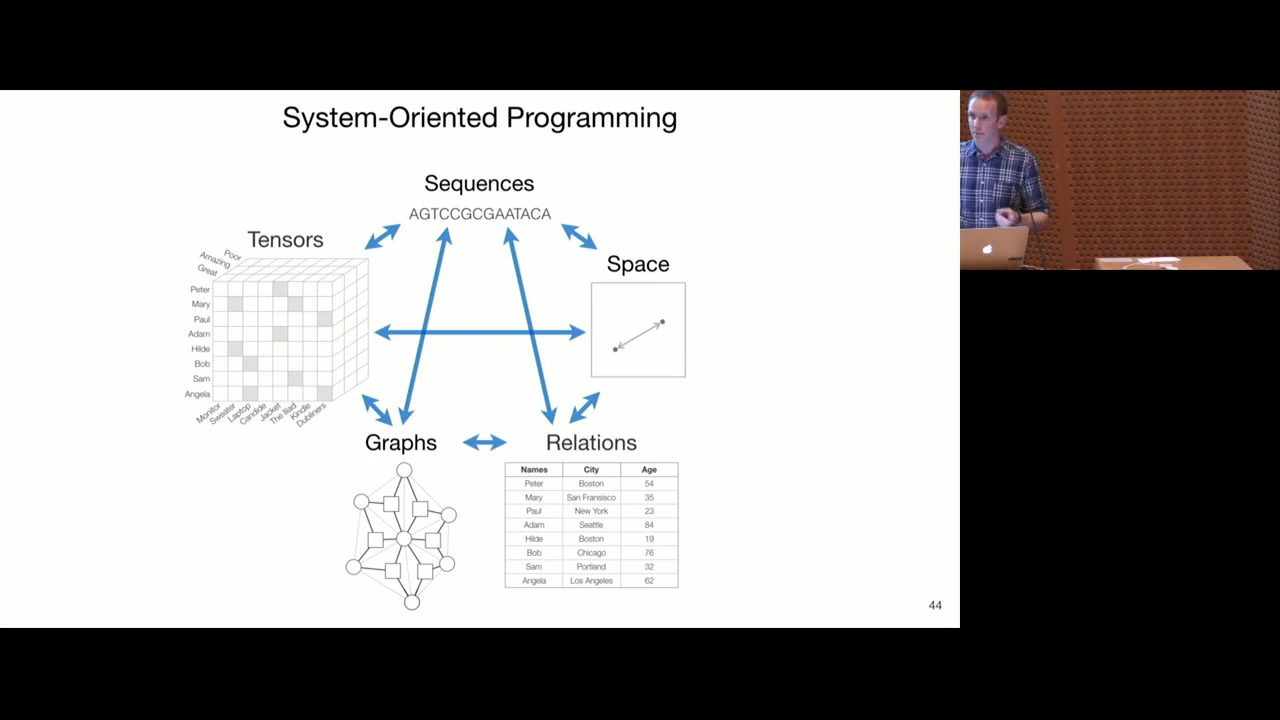 System-Oriented Programming
Sequences
AGTCCGCGAATACA
Tensors
Poor
Amazing
Great
Peter
Mary
Paul
Adam
Hilde
Bob
Sam
Angela
Monitor
Sweater
Laptop
Candide
Jacket
The Iliad
Kindle
Dubliners
Space
Graphs
Relations
Names City Age
Peter Boston 54
Mary San Fransisco 35
Paul New York 23
Adam Seattle 84
Hilde Boston 19
Bob Chicago 76
Sam Portland 32
Angela Los Angeles 62
44